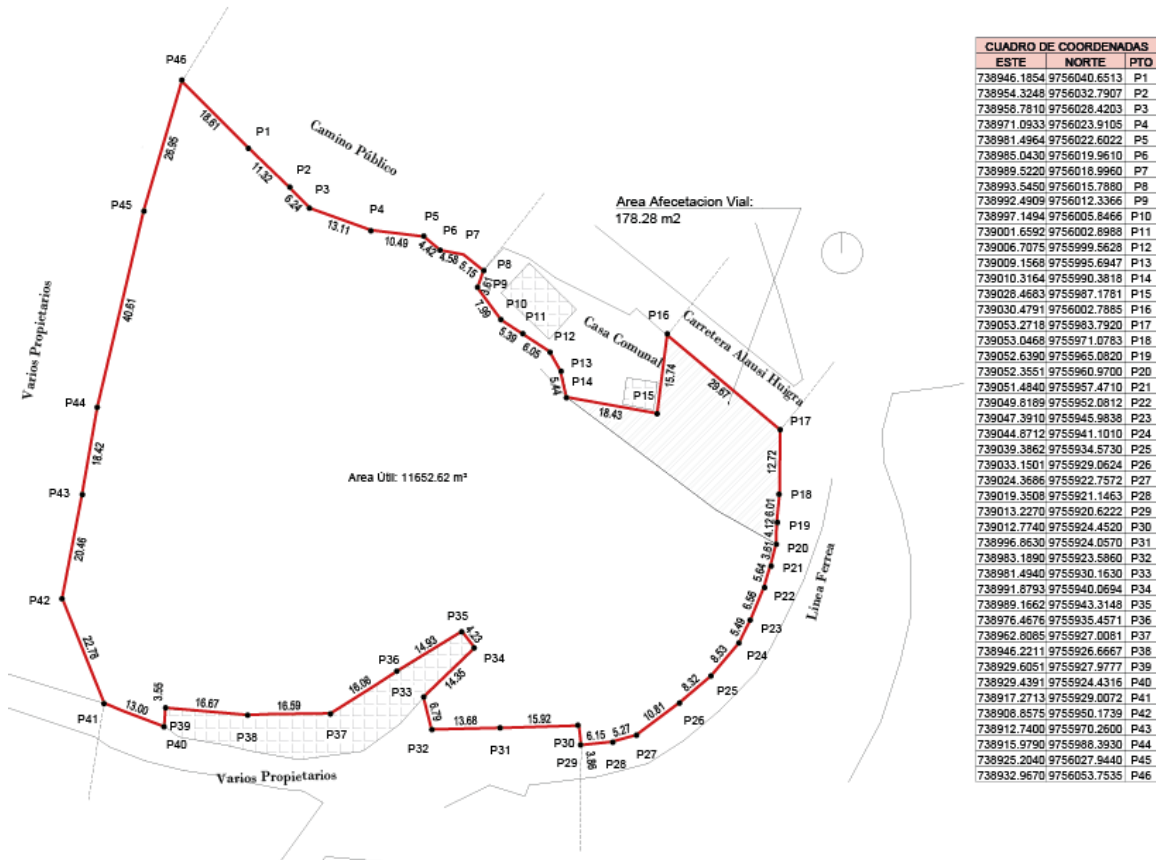 P46
18.61
P1
Camino Público
11.32
P2
6.24
P3
13.11
P4
10.49
P5
4.42
P6
4.58
P7
5.15
P8
3.61
P9
7.99
P10
5.39
P11
6.05
P12
P13
5.44
P14
18.43
P15
15.74
P16
Casa Comunal
Carretera Alausi Huigra
29.67
P17
Area Afecetacion Vial:
178.28 m2
12.72
P18
6.01
P19
4.12
P20
3.61
P21
5.64
P22
6.56
P23
5.49
P24
8.53
P25
8.32
P26
10.81
P27
5.27
P28
6.15
P29
3.86
P30
15.92
P31
13.68
P32
6.79
P33
14.35
P34
4.23
P35
14.93
P36
16.06
P37
16.59
P38
16.67
P39
3.55
P40
13.00
P41
22.76
P42
20.46
P43
18.42
P44
40.61
P45
26.95
Varios Propietarios
Area Útil: 11652.62 m²
Linea Ferrea
Varios Propietarios
CUADRO DE COORDENADAS
ESTE NORTE PTO
738946.1854 9756040.6513 P1
738954.3248 9756032.7907 P2
738958.7810 9756028.4203 P3
738971.0933 9756023.9105 P4
738981.4964 9756022.6022 P5
738985.0430 9756019.9610 P6
738989.5220 9756018.9960 P7
738993.5450 9756015.7880 P8
738992.4909 9756012.3366 P9
738997.1494 9756005.8466 P10
739001.6592 9756002.8988 P11
739006.7075 9755999.5628 P12
739009.1568 9755995.6947 P13
739010.3164 9755990.3818 P14
739028.4683 9755987.1781 P15
739030.4791 9756002.7885 P16
739053.2718 9755983.7920 P17
739053.0468 9755971.0783 P18
739052.6390 9755965.0820 P19
739052.3551 9755960.9700 P20
739051.4840 9755957.4710 P21
739049.8189 9755952.0812 P22
739047.3910 9755945.9838 P23
739044.8712 9755941.1010 P24
739039.3862 9755934.5730 P25
739033.1501 9755929.0624 P26
739024.3686 9755922.7572 P27
739019.3508 9755921.1463 P28
739013.2270 9755920.6222 P29
739012.7740 9755924.4520 P30
738996.8630 9755924.0570 P31
738983.1890 9755923.5860 P32
738981.4940 9755930.1630 P33
738991.8793 9755940.0694 P34
738989.1662 9755943.3148 P35
738976.4676 9755935.4571 P36
738962.8085 9755927.0081 P37
738946.2211 9755926.6667 P38
738929.6051 9755927.9777 P39
738929.4391 9755924.4316 P40
738917.2713 9755929.0072 P41
738908.8575 9755950.1739 P42
738912.7400 9755970.2600 P43
738915.9790 9755988.3930 P44
738925.2040 9756027.9440 P45
738932.9670 9756053.7535 P46